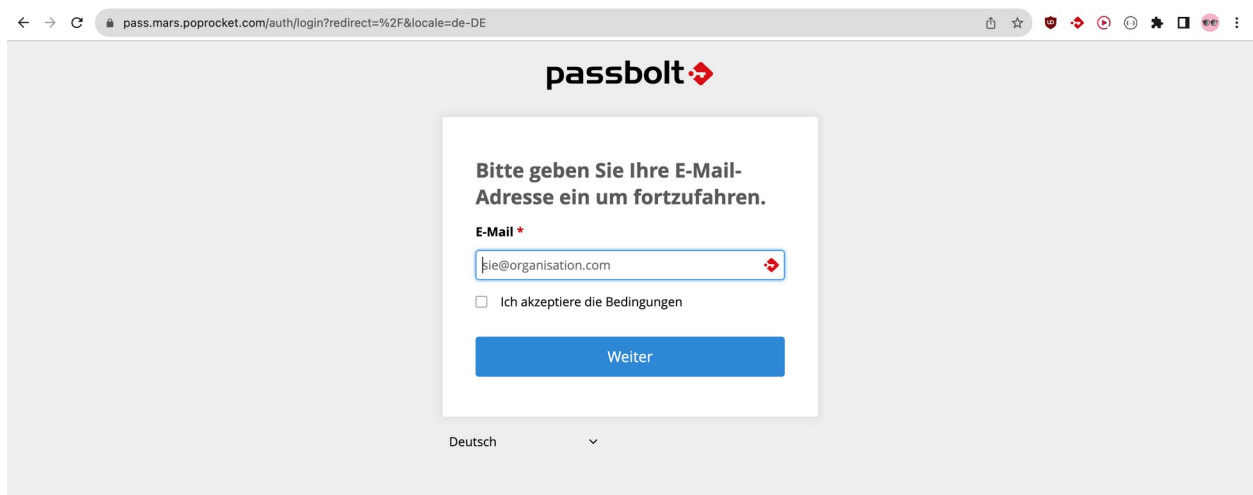 pass.mars.poprocket.com/auth/login?redirect=%2F&locale=de-DE
passbolt
Bitte geben Sie Ihre E-Mail-
Adresse ein um fortzufahren.
E-Mail *
sie@organisation.com
Ich akzeptiere die Bedingungen
Weiter
Deutsch